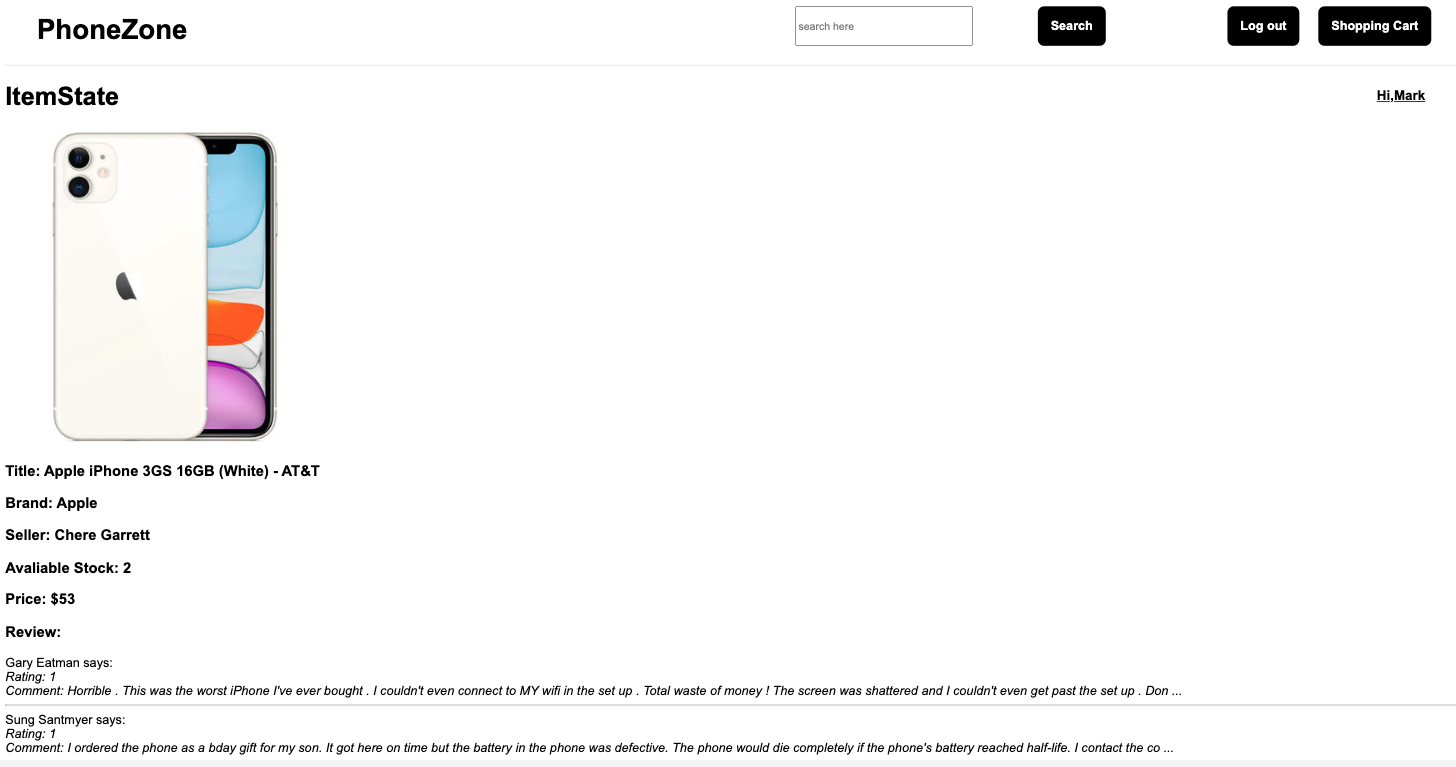 PhoneZone
search here
Search
Log out
Shopping Cart
ItemState
Hi,Mark
Title: Apple iPhone 3GS 16GB (White) - AT&T
Brand: Apple
Seller: Chere Garrett
Avaliable Stock: 2
Price: $53
Review:
Gary Eatman says:
Rating: 1
Comment: Horrible . This was the worst iPhone I've ever bought . I couldn't even connect to MY wifi in the set up . Total waste of money ! The screen was shattered and I couldn't even get past the set up . Don ...
Sung Santmyer says:
Rating: 1
Comment: I ordered the phone as a bday gift for my son. It got here on time but the battery in the phone was defective. The phone would die completely if the phone's battery reached half-life. I contact the co ...